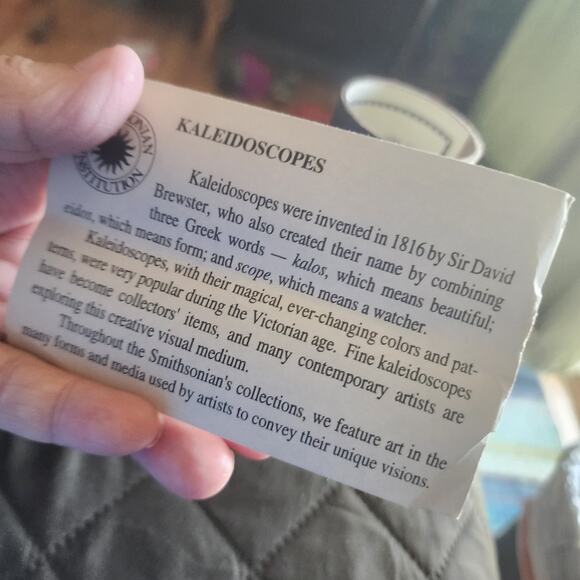 SMITHSONIAN
INSTITUTION
KALEIDOSCOPES
Kaleidoscopes were invented in 1816 by Sir David
Brewster, who also created their name by combining
three Greek words — kalos, which means beautiful;
eidos, which means form; and scope, which means a watcher.
Kaleidoscopes, with their magical, ever-changing colors and pat-
terns, were very popular during the Victorian age. Fine kaleidoscopes
have become collectors' items, and many contemporary artists are
exploring this creative visual medium.
Throughout the Smithsonian's collections, we feature art in the
many forms and media used by artists to convey their unique visions.